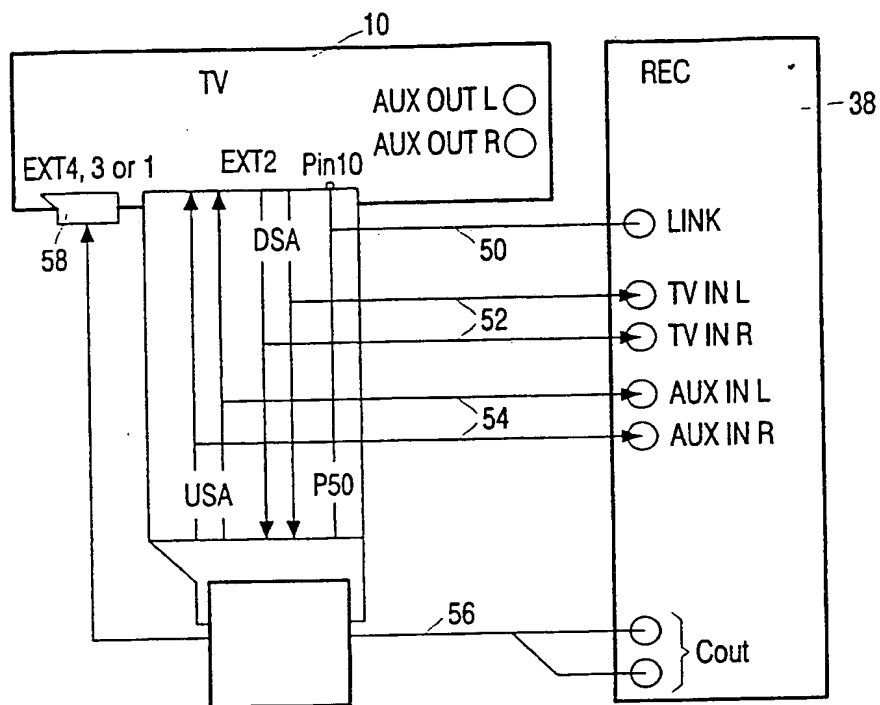 10
TV
REC
38
AUX OUT L
AUX OUT R
EXT4, 3 or 1
EXT2
Pin10
58
DSA
LINK
50
TV IN L
52
TV IN R
AUX IN L
54
AUX IN R
USA
P50
56
Cout